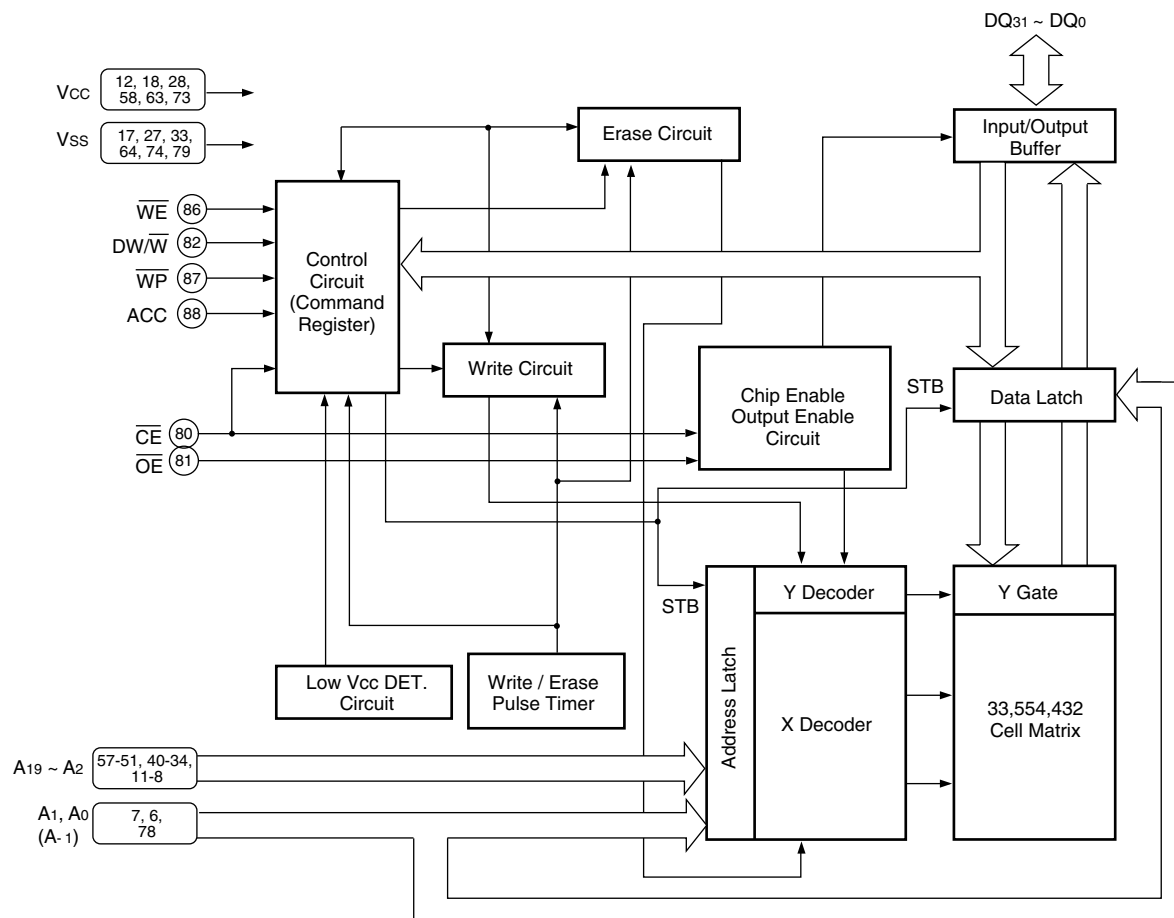 DQ31 ~ DQ0
VCC
12, 18, 28,
58, 63, 73
VSS
17, 27, 33,
64, 74, 79
Erase Circuit
Input/Output
Buffer
WE 86
DW/W 82
WP 87
ACC 88
Control
Circuit
(Command
Register)
Write Circuit
Chip Enable
Output Enable
Circuit
STB
Data Latch
CE 80
OE 81
STB
Address Latch
Y Decoder
Y Gate
Low Vcc DET.
Circuit
Write / Erase
Pulse Timer
X Decoder
33,554,432
Cell Matrix
A19 ~ A2
57-51, 40-34,
11-8
A1, A0
(A-1)
7, 6,
78